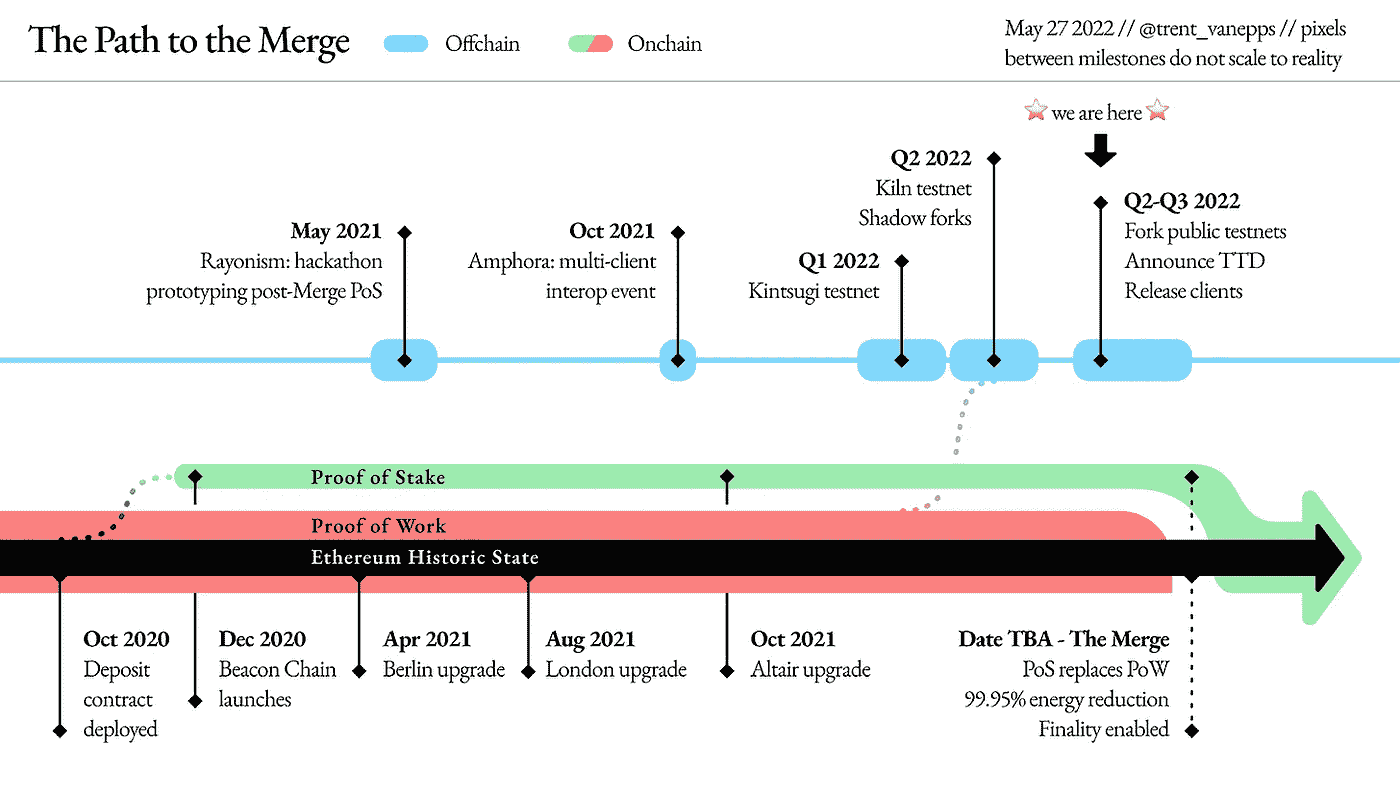 The Path to the Merge
Offchain
Onchain
May 27 2022 // @trent_vanepps // pixels
between milestones do not scale to reality
we are here
May 2021
Rayonism: hackathon
prototyping post-Merge PoS
Oct 2021
Amphora: multi-client
interop event
Q1 2022
Kintsugi testnet
Q2 2022
Kiln testnet
Shadow forks
Q2-Q3 2022
Fork public testnets
Announce TTD
Release clients
Proof of Stake
Proof of Work
Ethereum Historic State
Oct 2020
Deposit
contract
deployed
Dec 2020
Beacon Chain
launches
Apr 2021
Berlin upgrade
Aug 2021
London upgrade
Oct 2021
Altair upgrade
Date TBA - The Merge
PoS replaces PoW
99.95% energy reduction
Finality enabled